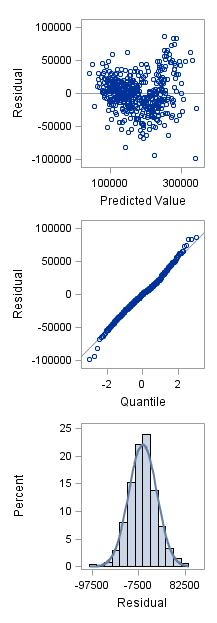 100000
50000
Residual
0
-50000
-100000
100000 300000
Predicted Value
100000
50000
Residual
0
-50000
-100000
-2 0 2
Quantile
25
20
15
Percent
10
5
0
-97500 -7500 82500
Residual